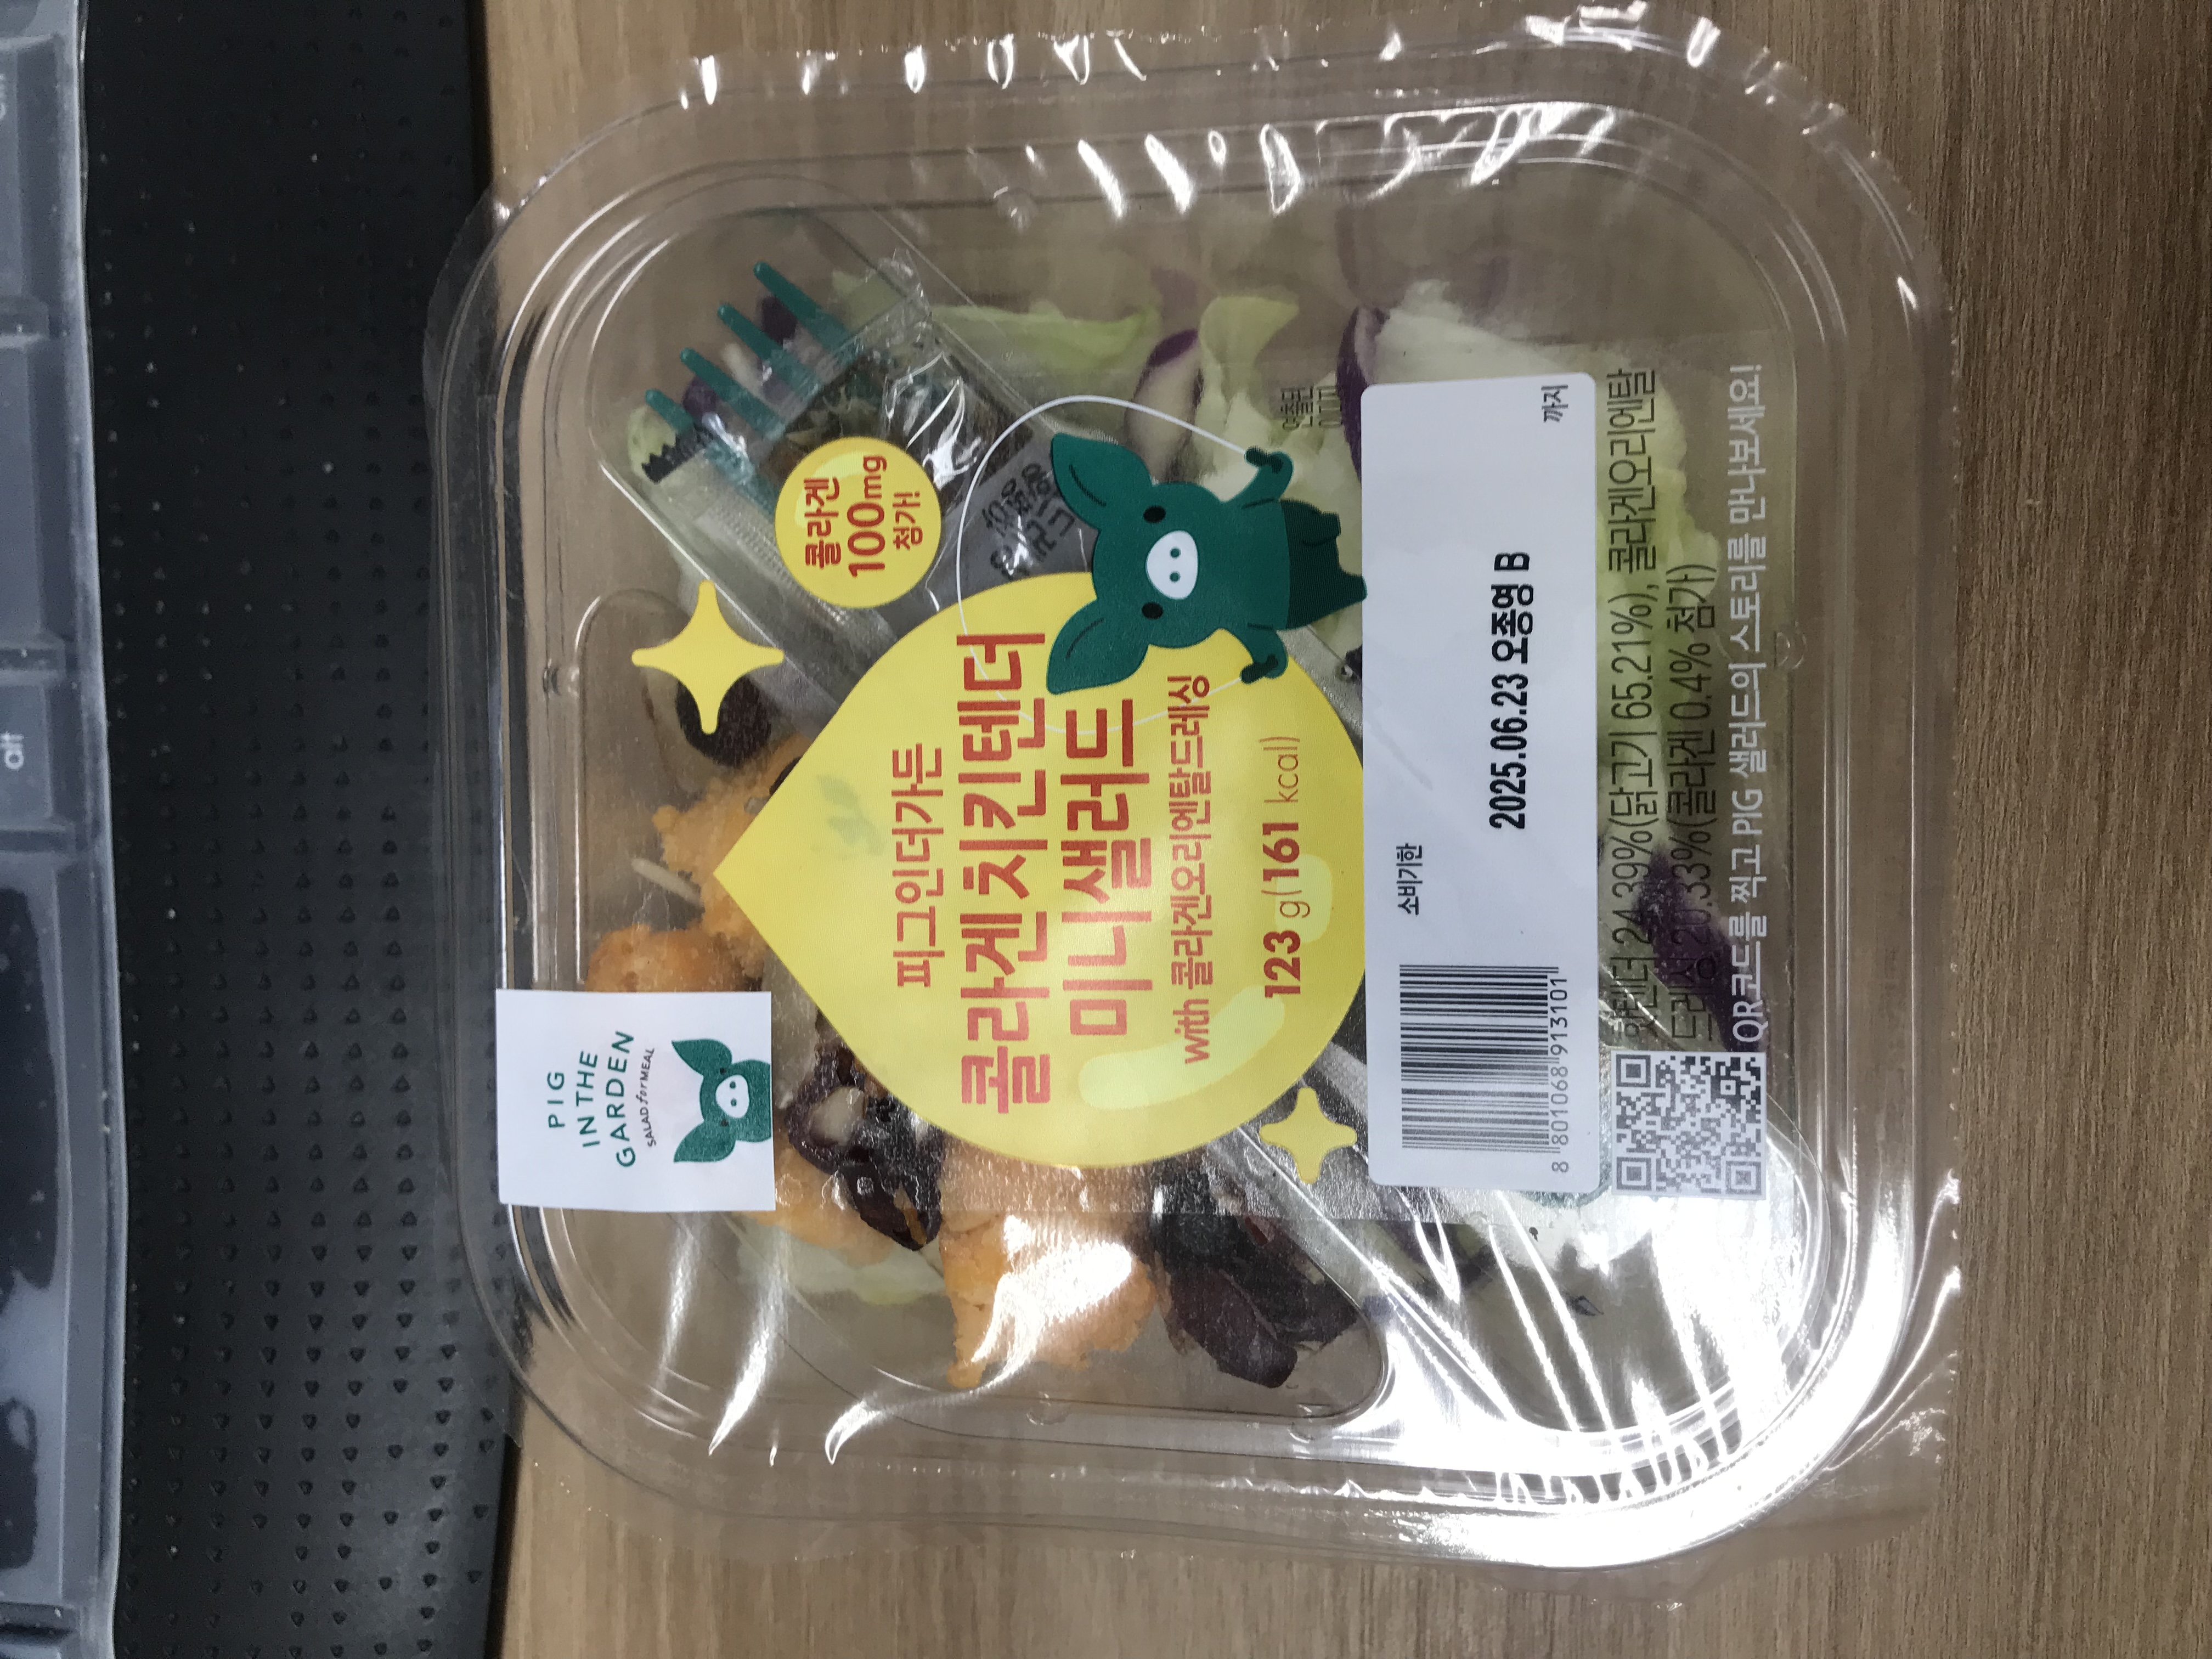 PIG
IN THE
GARDEN
SALAD for MEAL
콜라겐
100mg
첨가!
피그인더가든
콜라겐 치킨텐더
미니샐러드
with 콜라겐오리엔탈드레싱
123 g(161 kcal)
연출된
소비기한
까지
2025.06.23 오종영 B
8 801068 913101
텐더 24.39%(닭고기 65.21%), 콜라겐오리엔탈
드레싱 20.33%(콜라겐 0.4% 첨가)
QR코드를 찍고 PIG 샐러드의 스토리를 만나보세요!
alt